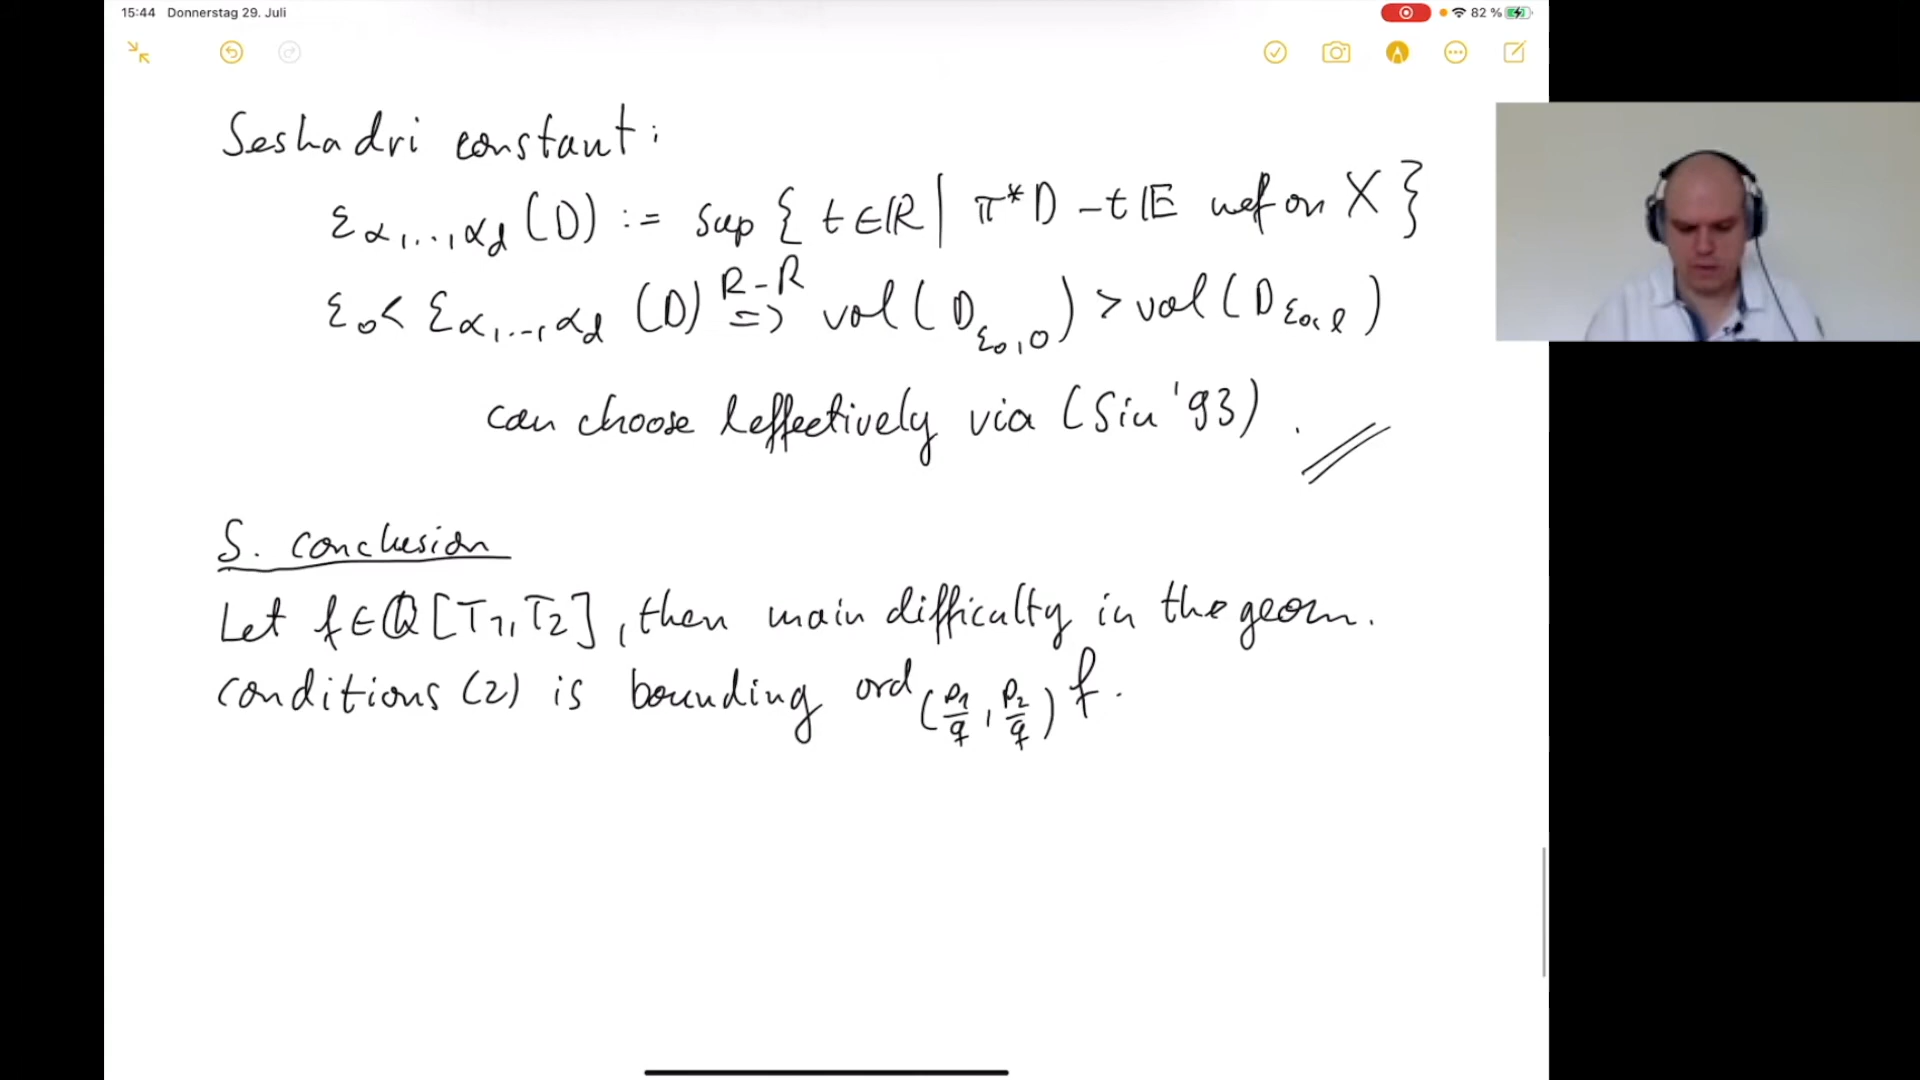 15:44 Donnerstag 29. Juli 82 %
Seshadri constant:
ε_{α_1,..,α_d} (D) := sup { t ∈ ℝ | π*D - t𝔼 nef on X }
ε_0 < ε_{α_1,..,α_d} (D) R-R => vol( D_{ε_0,0} ) > vol( D_{ε_0,l} )
can choose l effectively via (Siu '93).
5. conclusion
Let f ∈ ℚ[T_1, T_2], then main difficulty in the geom.
conditions (2) is bounding ord_{(p_1/q, p_2/q)} f.